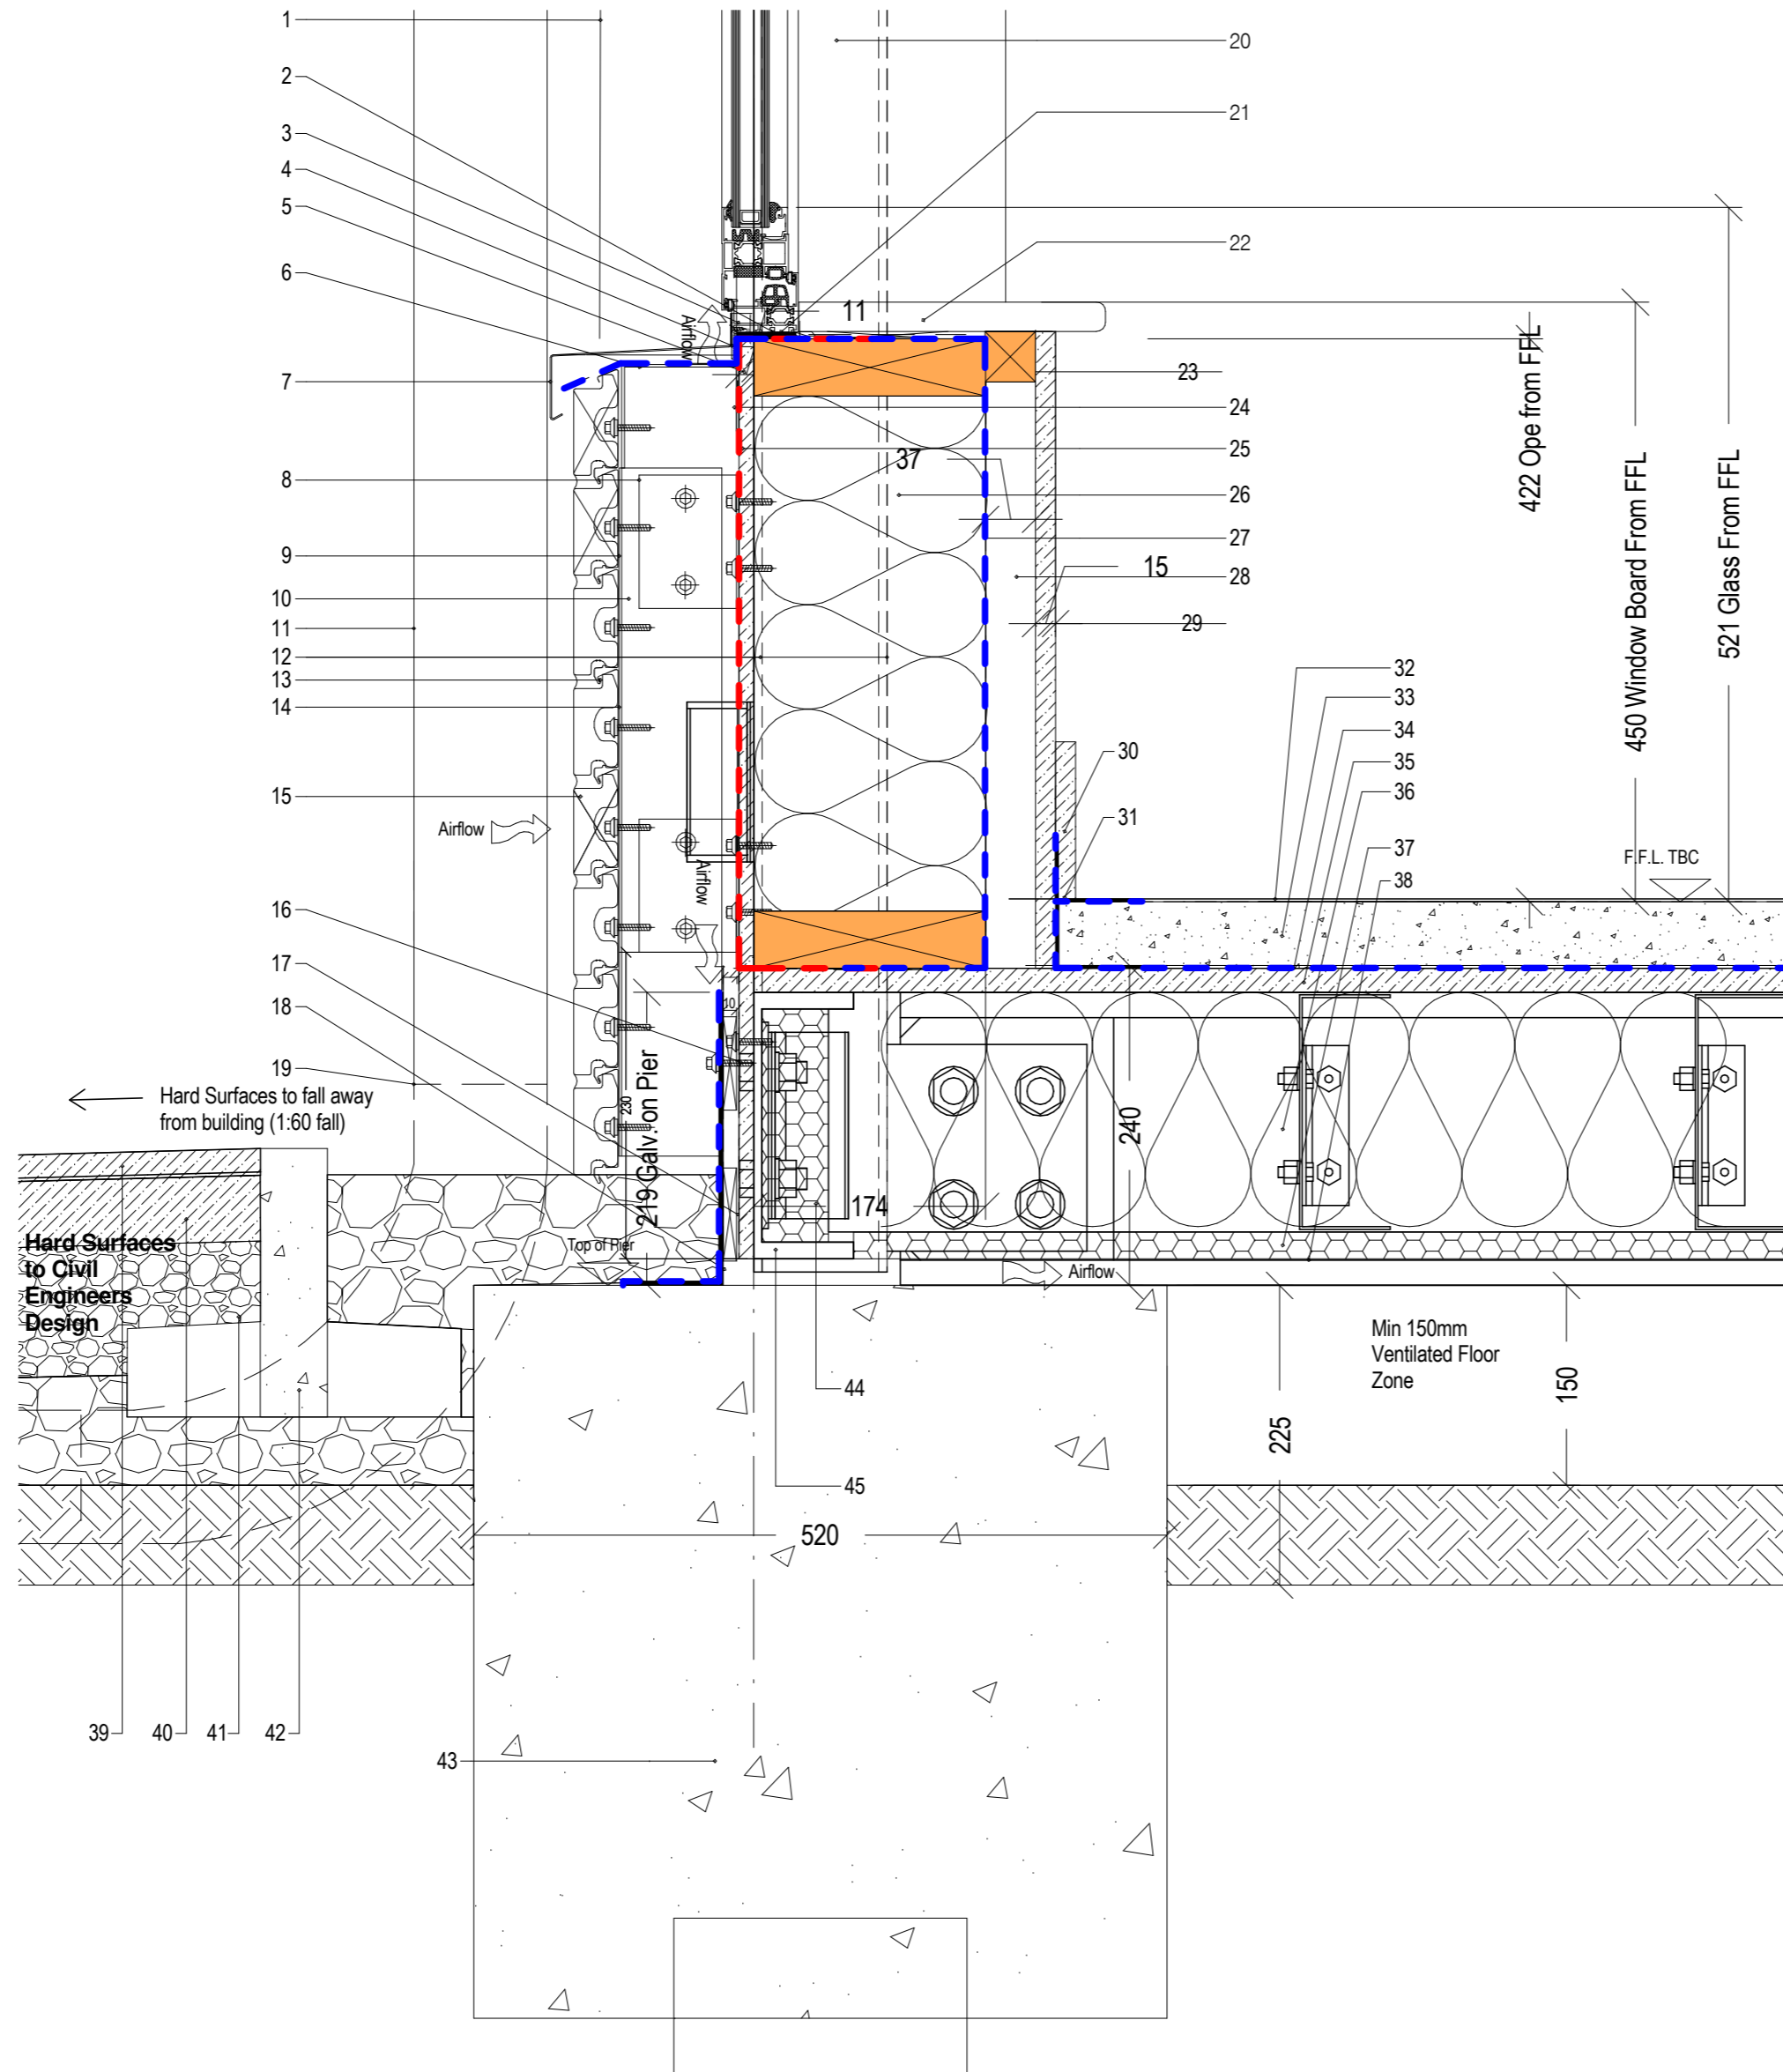 1
2
3
4
5
6
7
8
9
10
11
12
13
14
15
16
17
18
19
20
21
22
23
24
25
26
27
28
29
30
31
32
33
34
35
36
37
38
Airflow
11
37
15
422 Ope from FFL
450 Window Board From FFL
521 Glass From FFL
Airflow
Airflow
F.F.L. TBC
10
Hard Surfaces to fall away
from building (1:60 fall)
230
219 Galv. on Pier
240
174
Top of Pier
Airflow
Hard Surfaces
to Civil
Engineers
Design
Min 150mm
Ventilated Floor
Zone
150
225
44
45
520
39
40
41
42
43